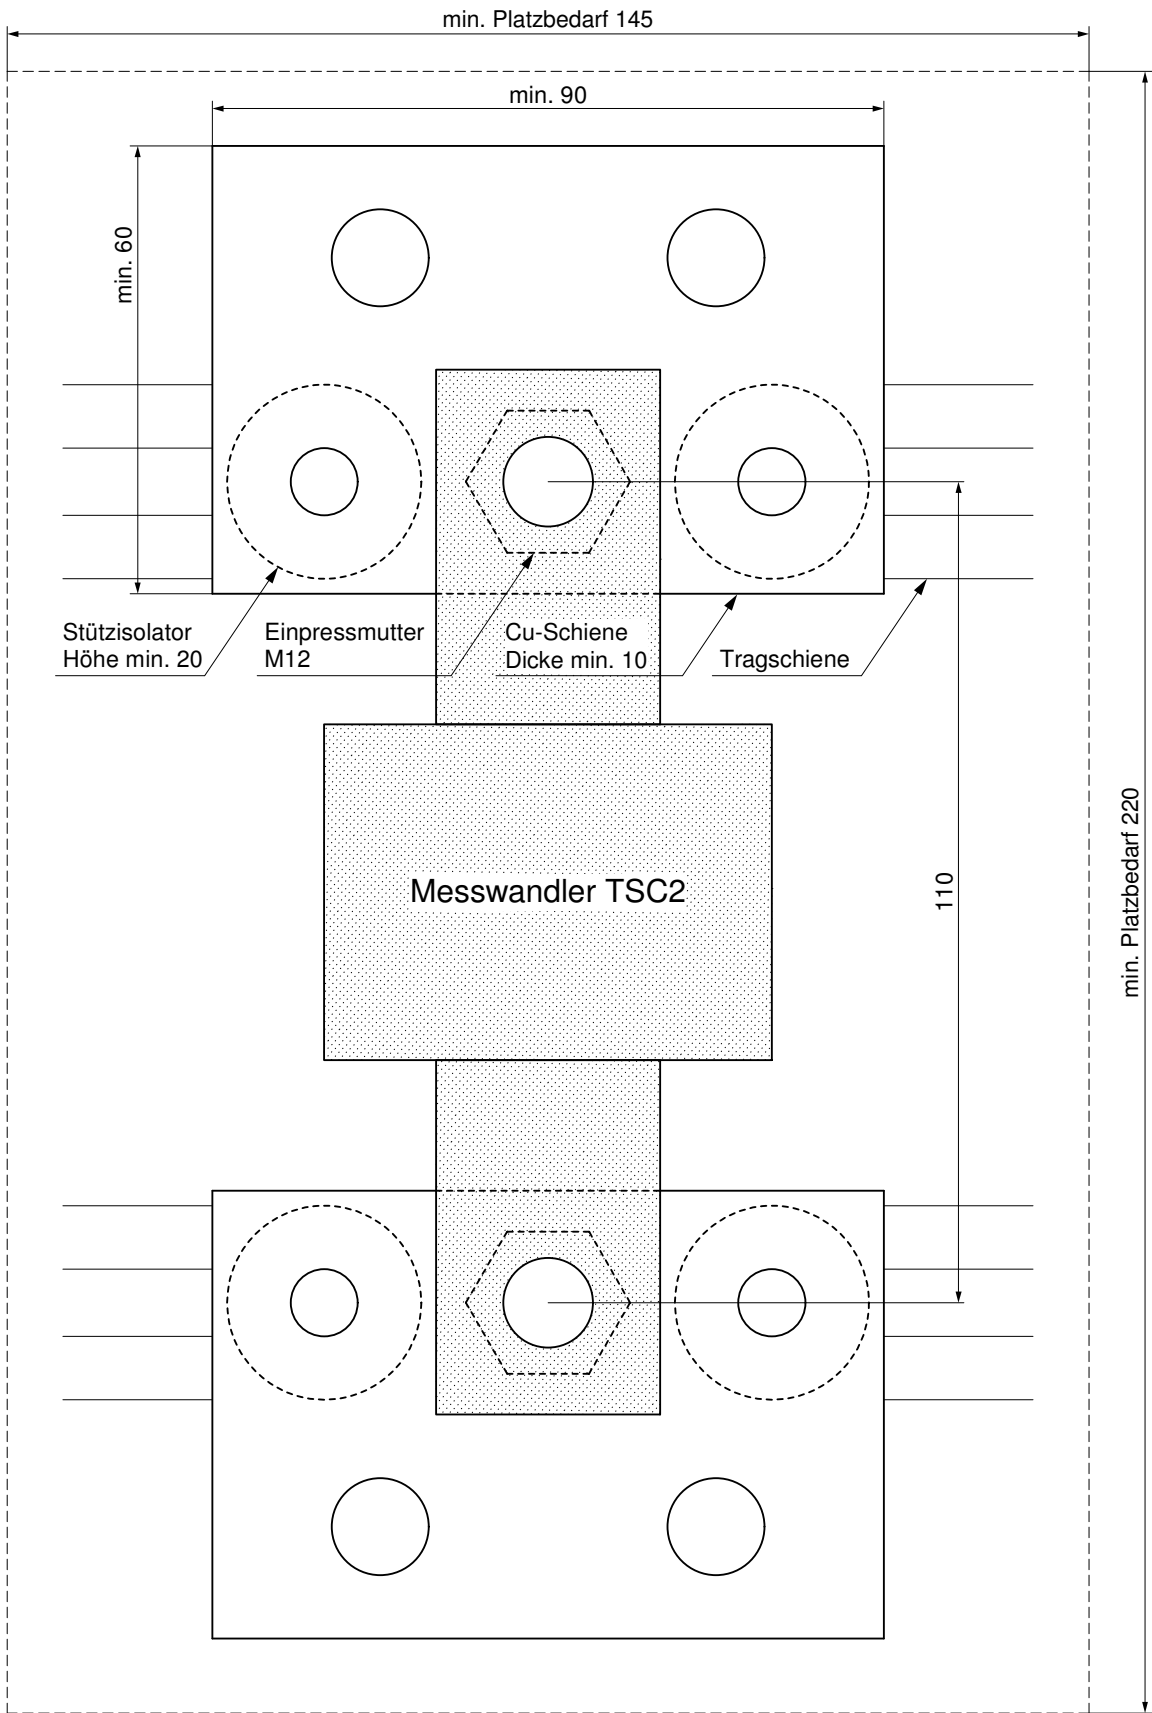 min. Platzbedarf 145
min. 90
min. 60
Stützisolator
Höhe min. 20
Einpressmutter
M12
Cu-Schiene
Dicke min. 10
Tragschiene
Messwandler TSC2
110
min. Platzbedarf 220